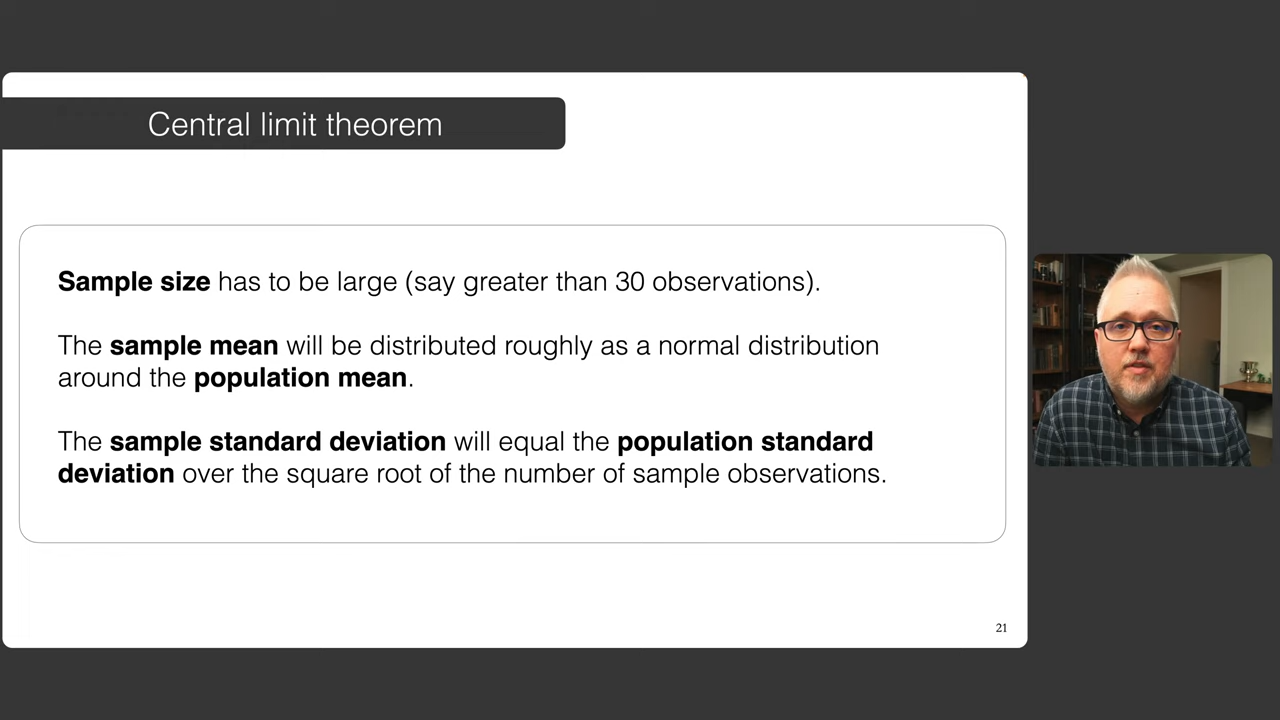 Central limit theorem
Sample size has to be large (say greater than 30 observations).
The sample mean will be distributed roughly as a normal distribution
around the population mean.
The sample standard deviation will equal the population standard
deviation over the square root of the number of sample observations.
21